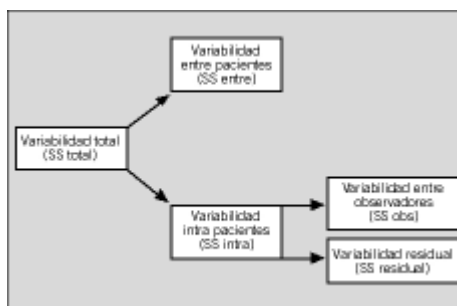 Variabilidad
entre pacientes
(SS entre)
Variabilidad total
(SS total)
Variabilidad
intra pacientes
(SS intra)
Variabilidad entre
observadores
(SS obs)
Variabilidad residual
(SS residual)